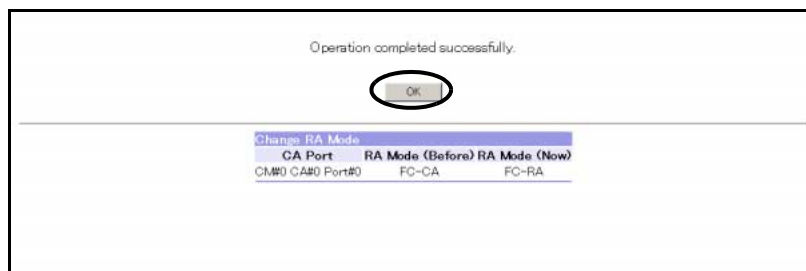 Operation completed successfully.
OK
Change RA Mode
CA Port RA Mode (Before) RA Mode (Now)
CM#0 CA#0 Port#0 FC-CA FC-RA